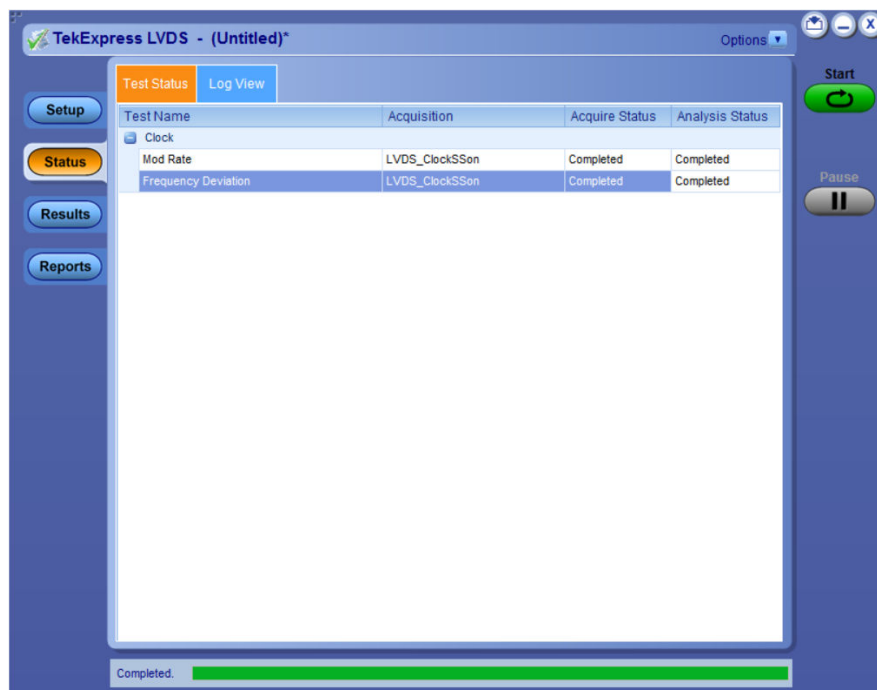 TekExpress LVDS - (Untitled)*
Options
Start
Setup
Status
Results
Reports
Pause
Test Status Log View
Test Name Acquisition Acquire Status Analysis Status
Clock
Mod Rate LVDS_ClockSSon Completed Completed
Frequency Deviation LVDS_ClockSSon Completed Completed
Completed.